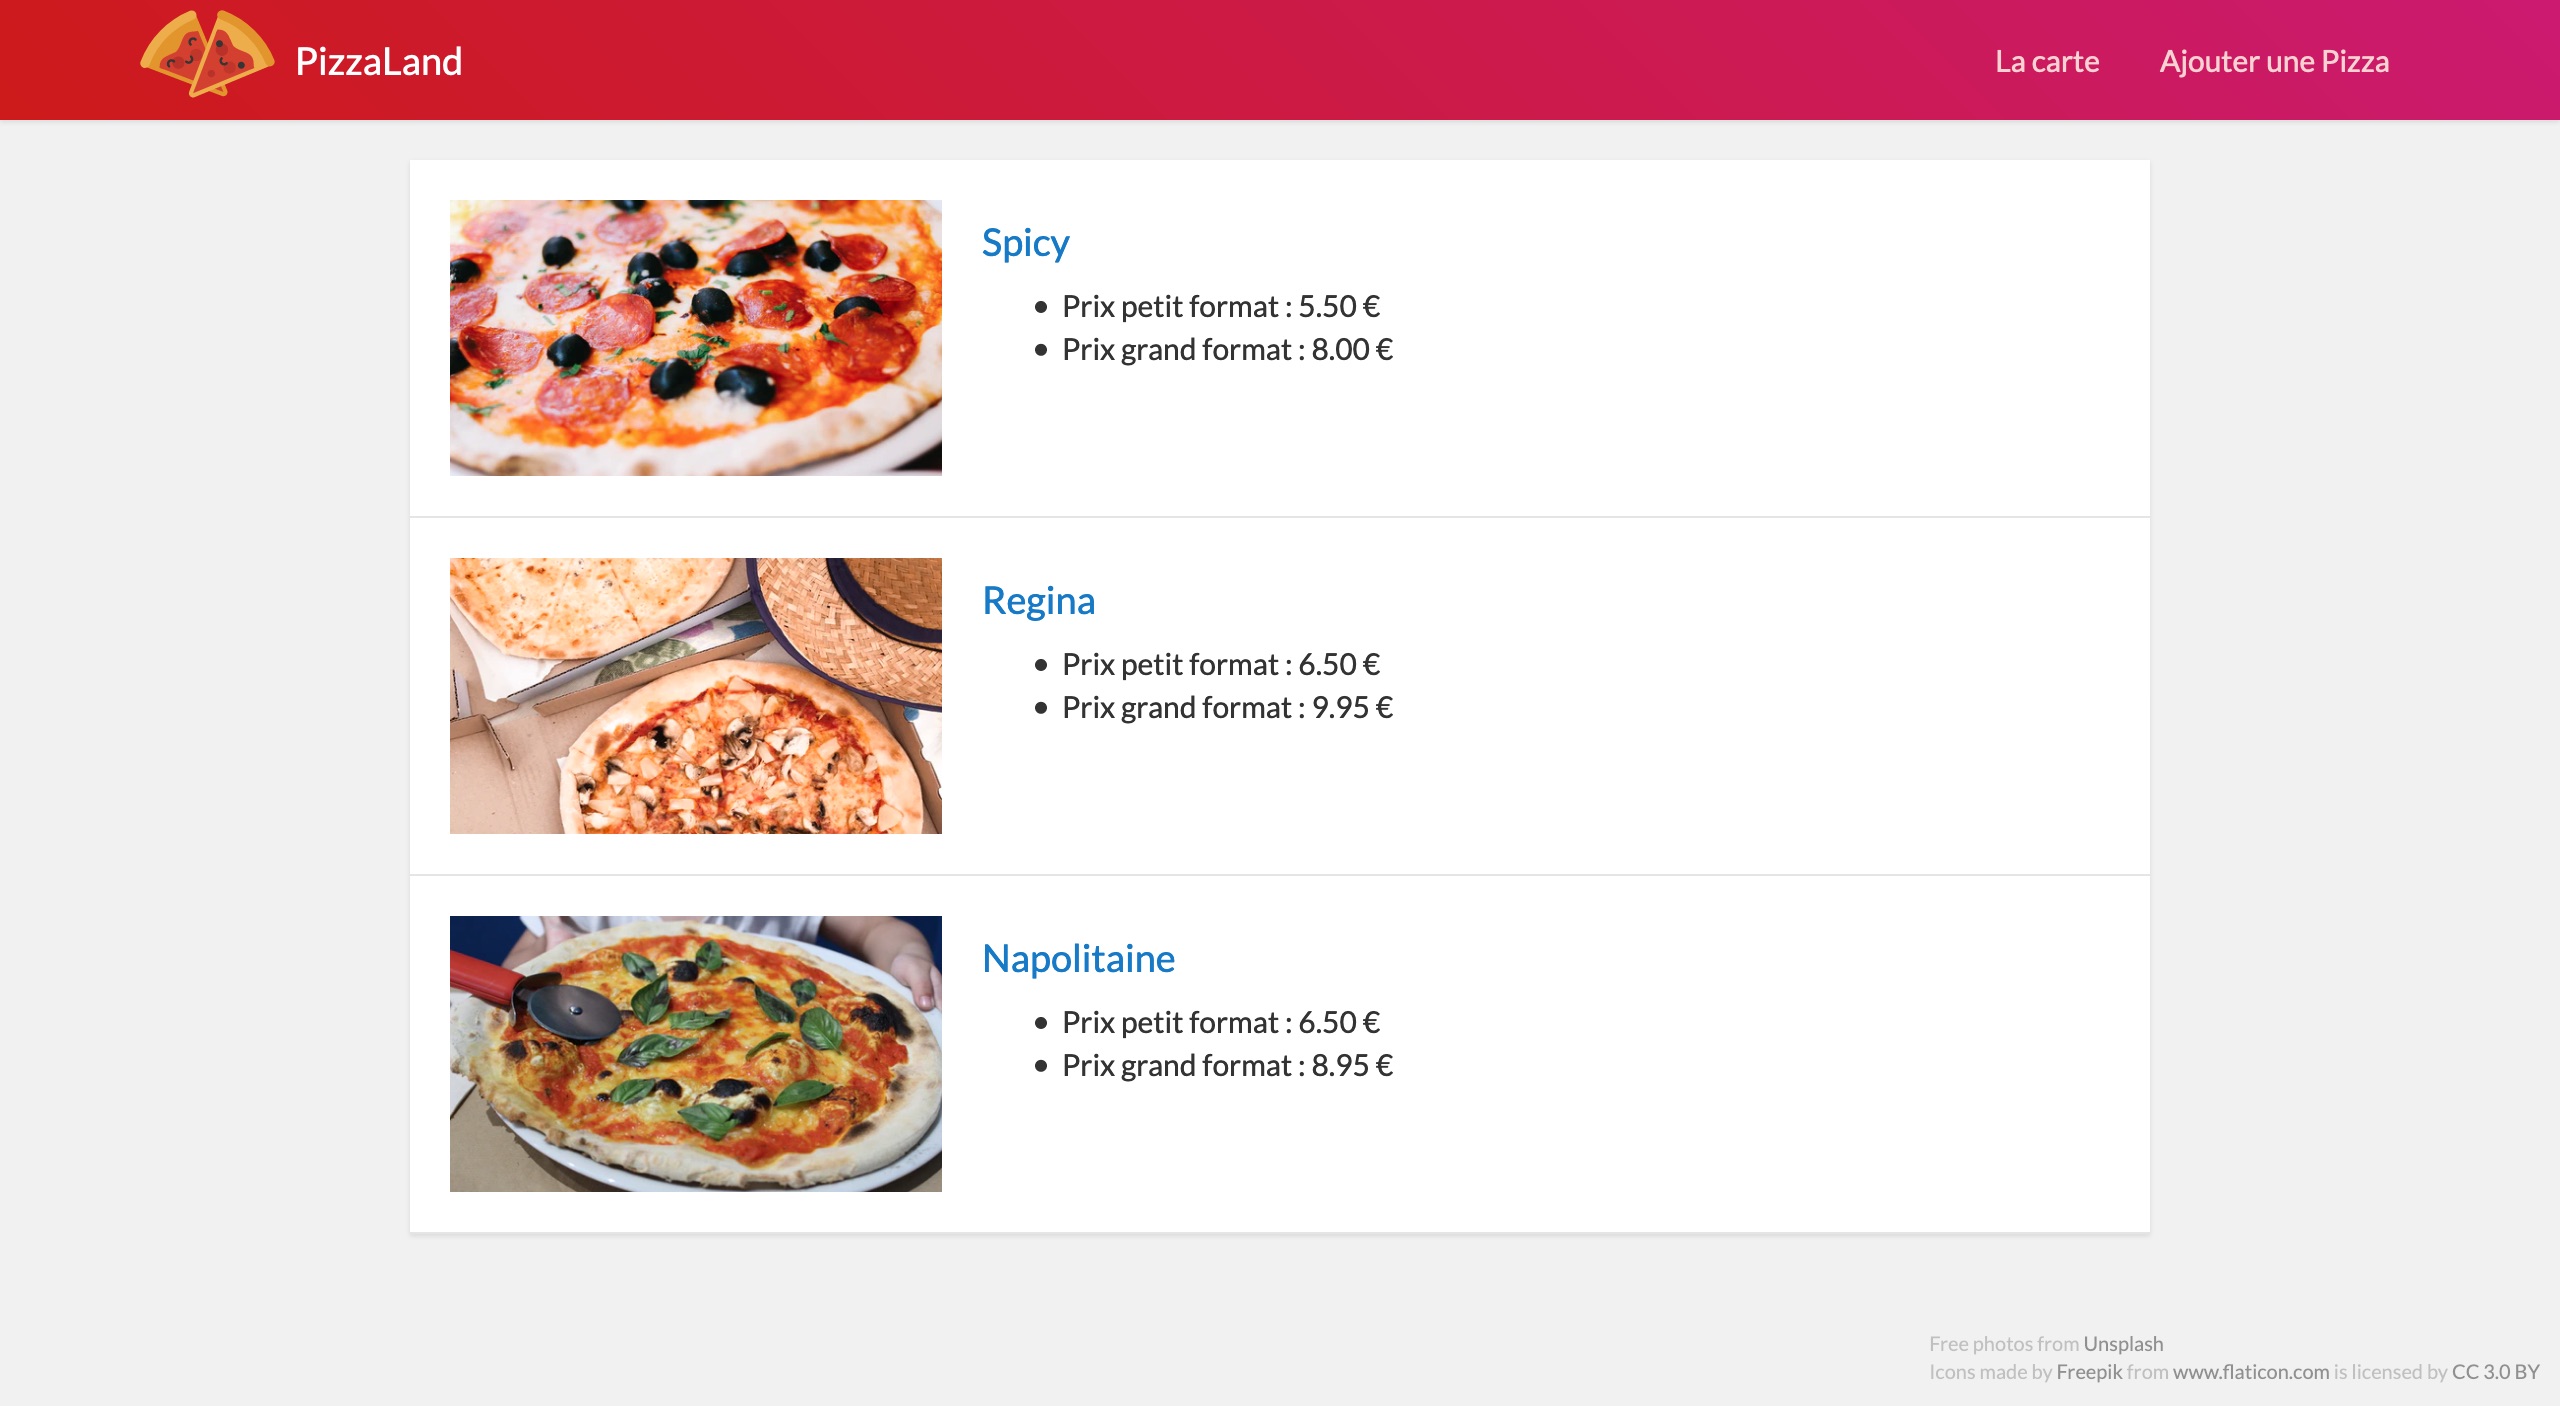 PizzaLand
La carte
Ajouter une Pizza
Spicy
Prix petit format : 5.50 €
Prix grand format : 8.00 €
Regina
Prix petit format : 6.50 €
Prix grand format : 9.95 €
Napolitaine
Prix petit format : 6.50 €
Prix grand format : 8.95 €
Free photos from Unsplash
Icons made by Freepik from www.flaticon.com is licensed by CC 3.0 BY